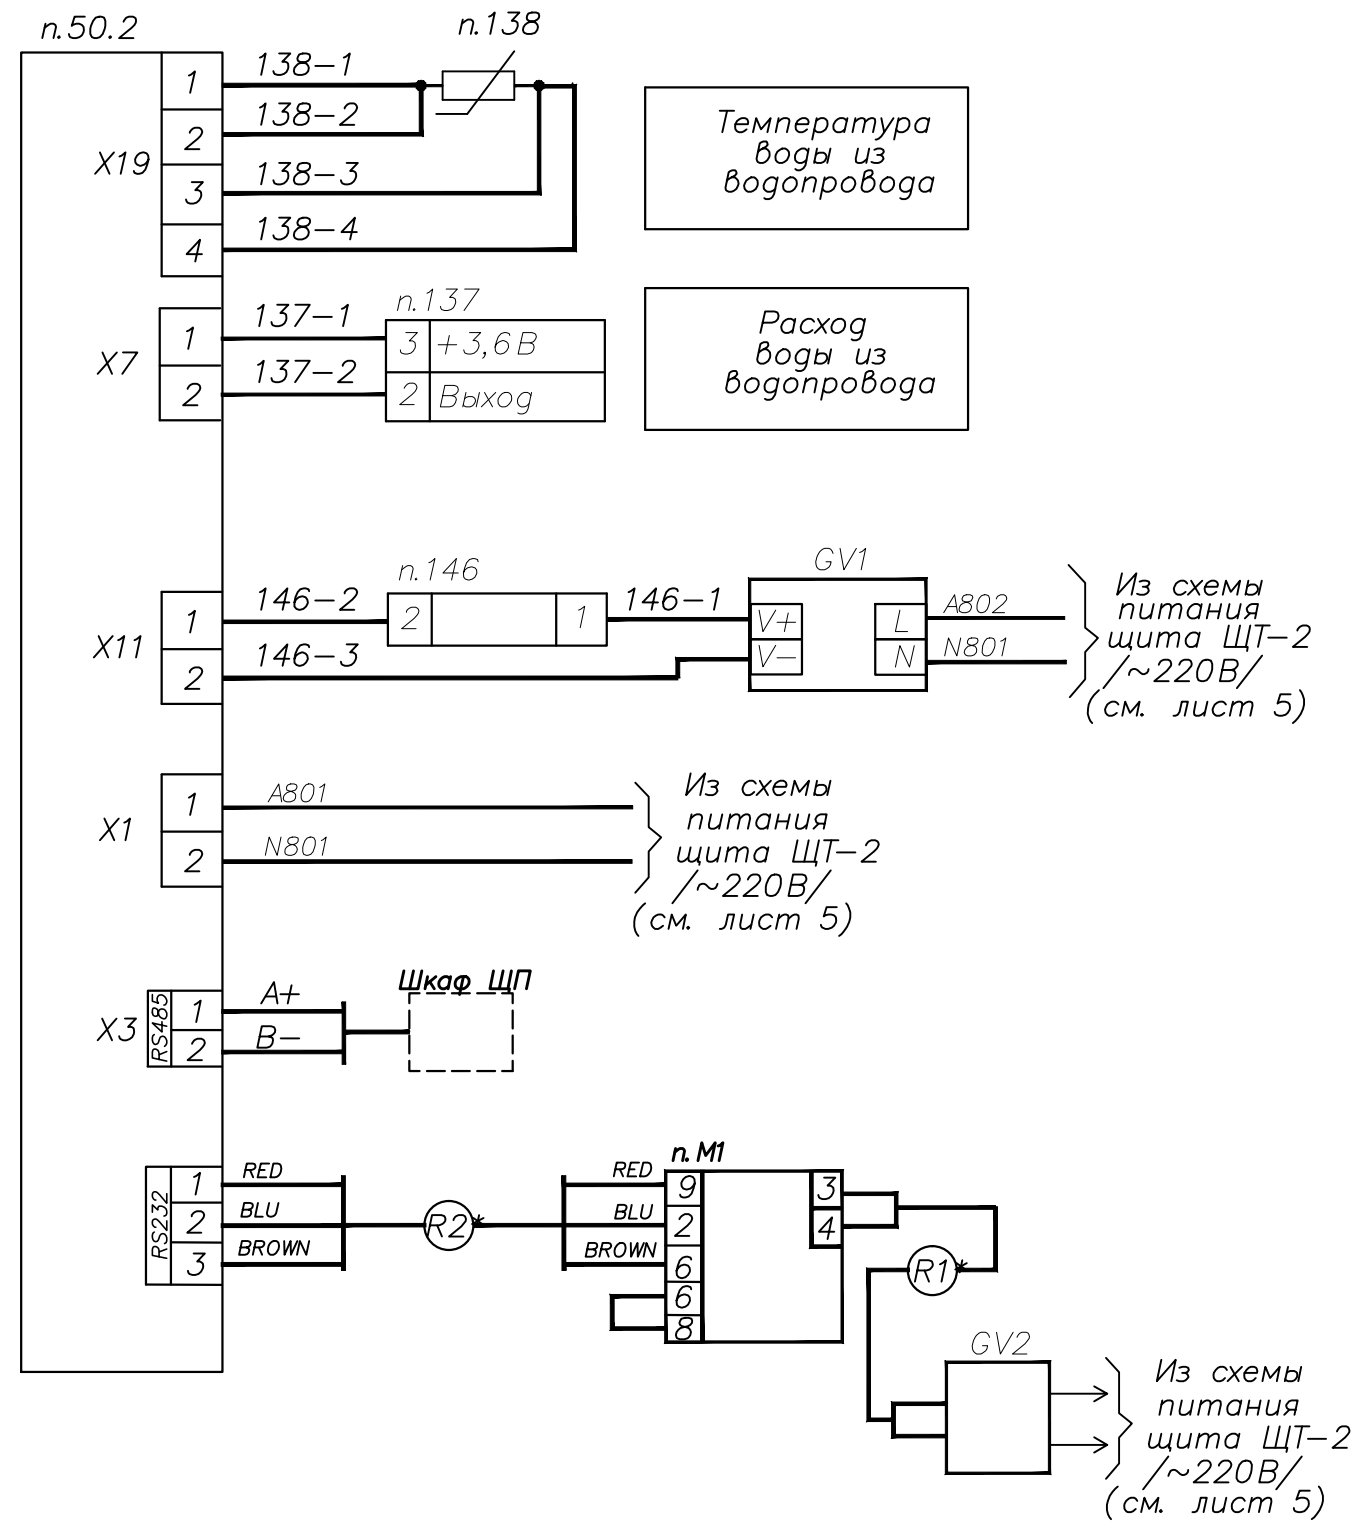 п.50.2
п.138
X19
1
138-1
2
138-2
3
138-3
4
138-4
Температура
воды из
водопровода
X7
1
137-1
2
137-2
п.137
3
+3,6В
2
Выход
Расход
воды из
водопровода
X11
1
146-2
2
146-3
п.146
2
1
146-1
GV1
V+
V-
L
N
A802
N801
Из схемы
питания
щита ЩТ-2
/~220В/
(см. лист 5)
X1
1
A801
2
N801
Из схемы
питания
щита ЩТ-2
/~220В/
(см. лист 5)
X3
RS485
1
A+
2
B-
Шкаф ЩП
RS232
1
RED
2
BLU
3
BROWN
R2*
п.М1
RED
9
BLU
2
BROWN
6
6
8
3
4
R1*
GV2
Из схемы
питания
щита ЩТ-2
/~220В/
(см. лист 5)